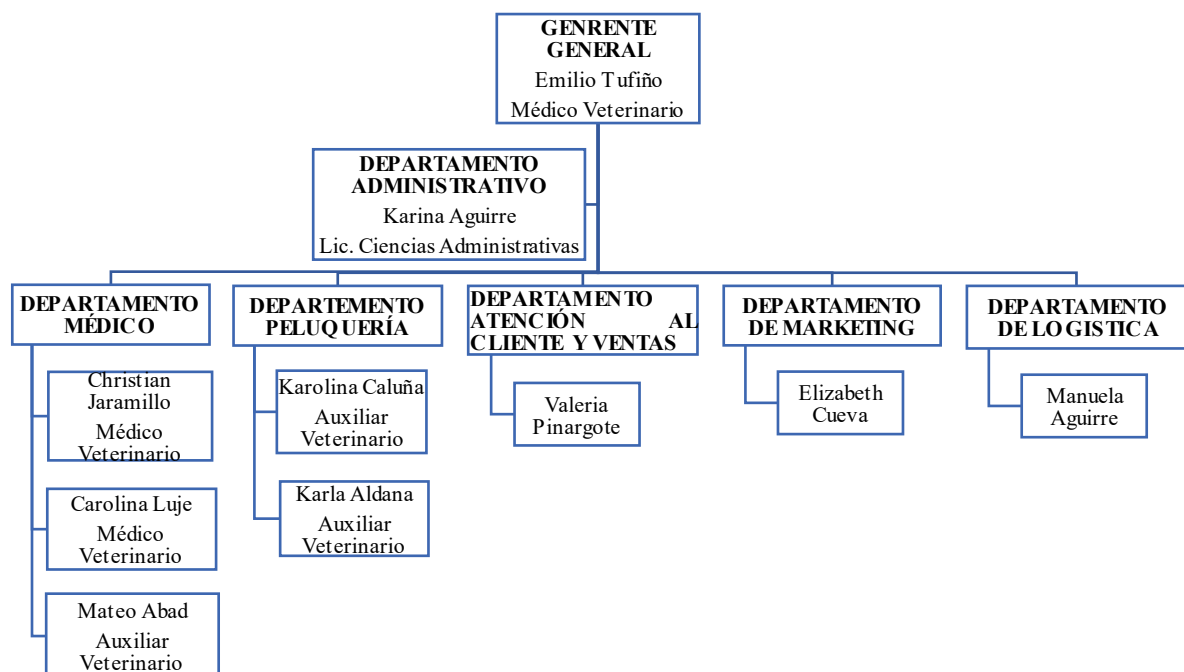 GENRENTE
GENERAL
Emilio Tufiño
Médico Veterinario
DEPARTAMENTO
ADMINISTRATIVO
Karina Aguirre
Lic. Ciencias Administrativas
DEPARTAMENTO
MÉDICO
Christian
Jaramillo
Médico
Veterinario
Carolina Luje
Médico
Veterinario
Mateo Abad
Auxiliar
Veterinario
DEPARTEMENTO
PELUQUERÍA
Karolina Caluña
Auxiliar
Veterinario
Karla Aldana
Auxiliar
Veterinario
DEPARTAMENTO
ATENCIÓN AL
CLIENTE Y VENTAS
Valeria
Pinargote
DEPARTAMENTO
DE MARKETING
Elizabeth
Cueva
DEPARTAMENTO
DE LOGISTICA
Manuela
Aguirre